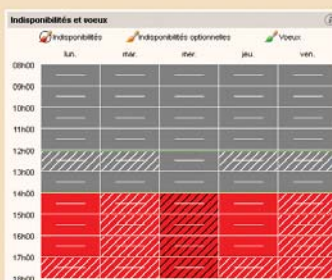 Indisponibilités et voeux
Indisponibilités Indisponibilités optionnelles Voeux
lun. mar. mer. jeu. ven.
08h00
09h00
10h00
11h00
12h00
13h00
14h00
15h00
16h00
17h00
18h00